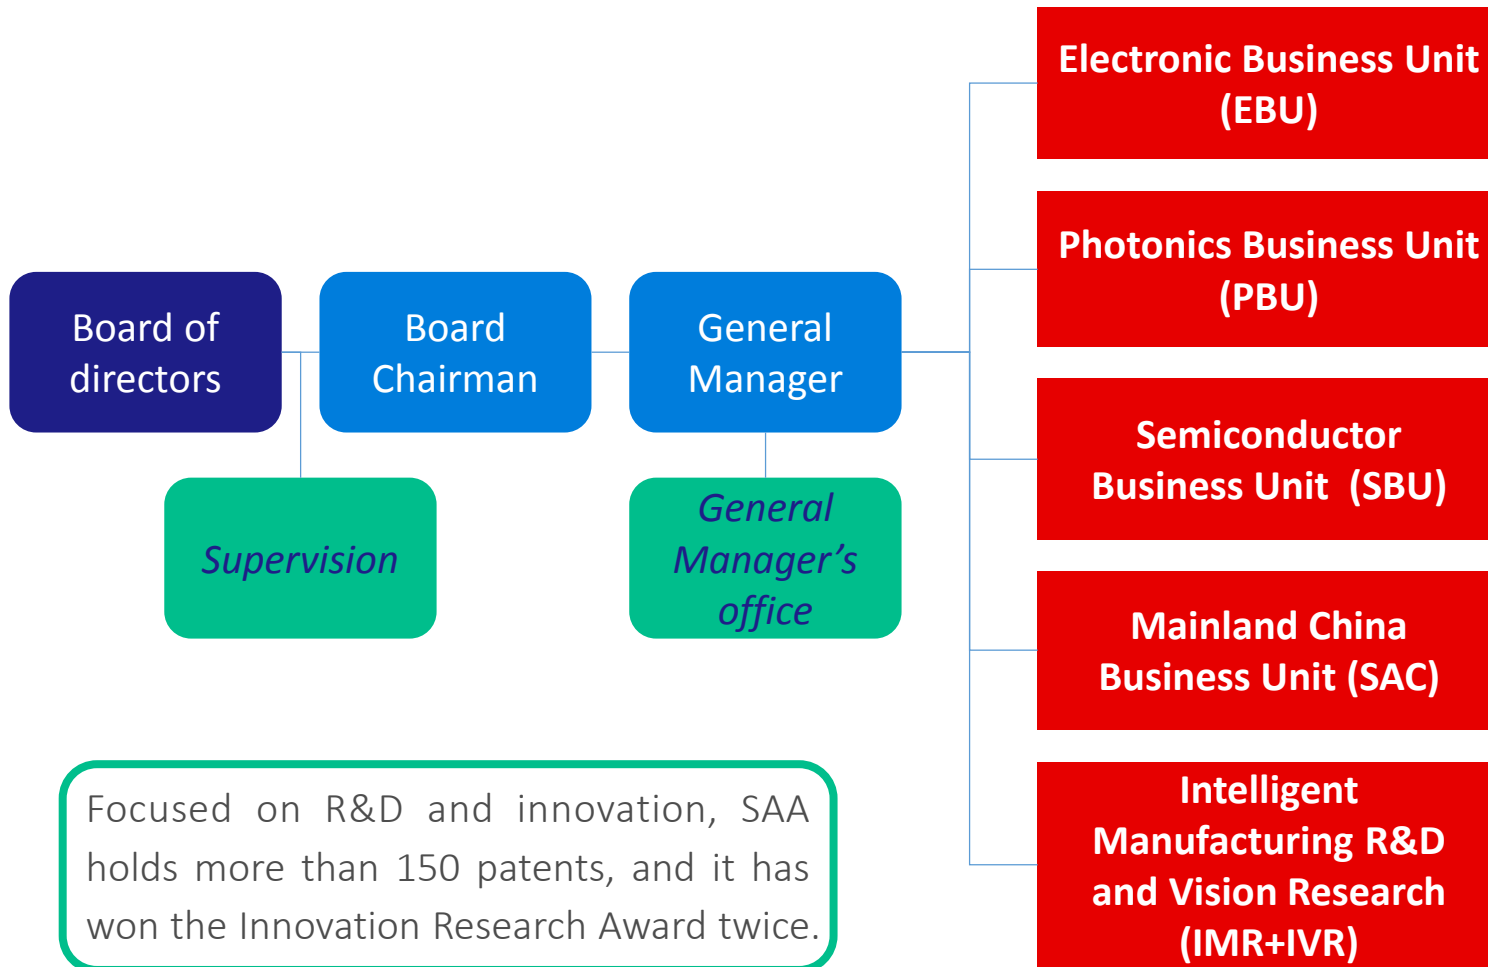 Board of
directors
Board
Chairman
General
Manager
Supervision
General
Manager’s
office
Electronic Business Unit
(EBU)
Photonics Business Unit
(PBU)
Semiconductor
Business Unit  (SBU)
Mainland China
Business Unit (SAC)
Intelligent
Manufacturing R&D
and Vision Research
(IMR+IVR)
Focused on R&D and innovation, SAA
holds more than 150 patents, and it has
won the Innovation Research Award twice.